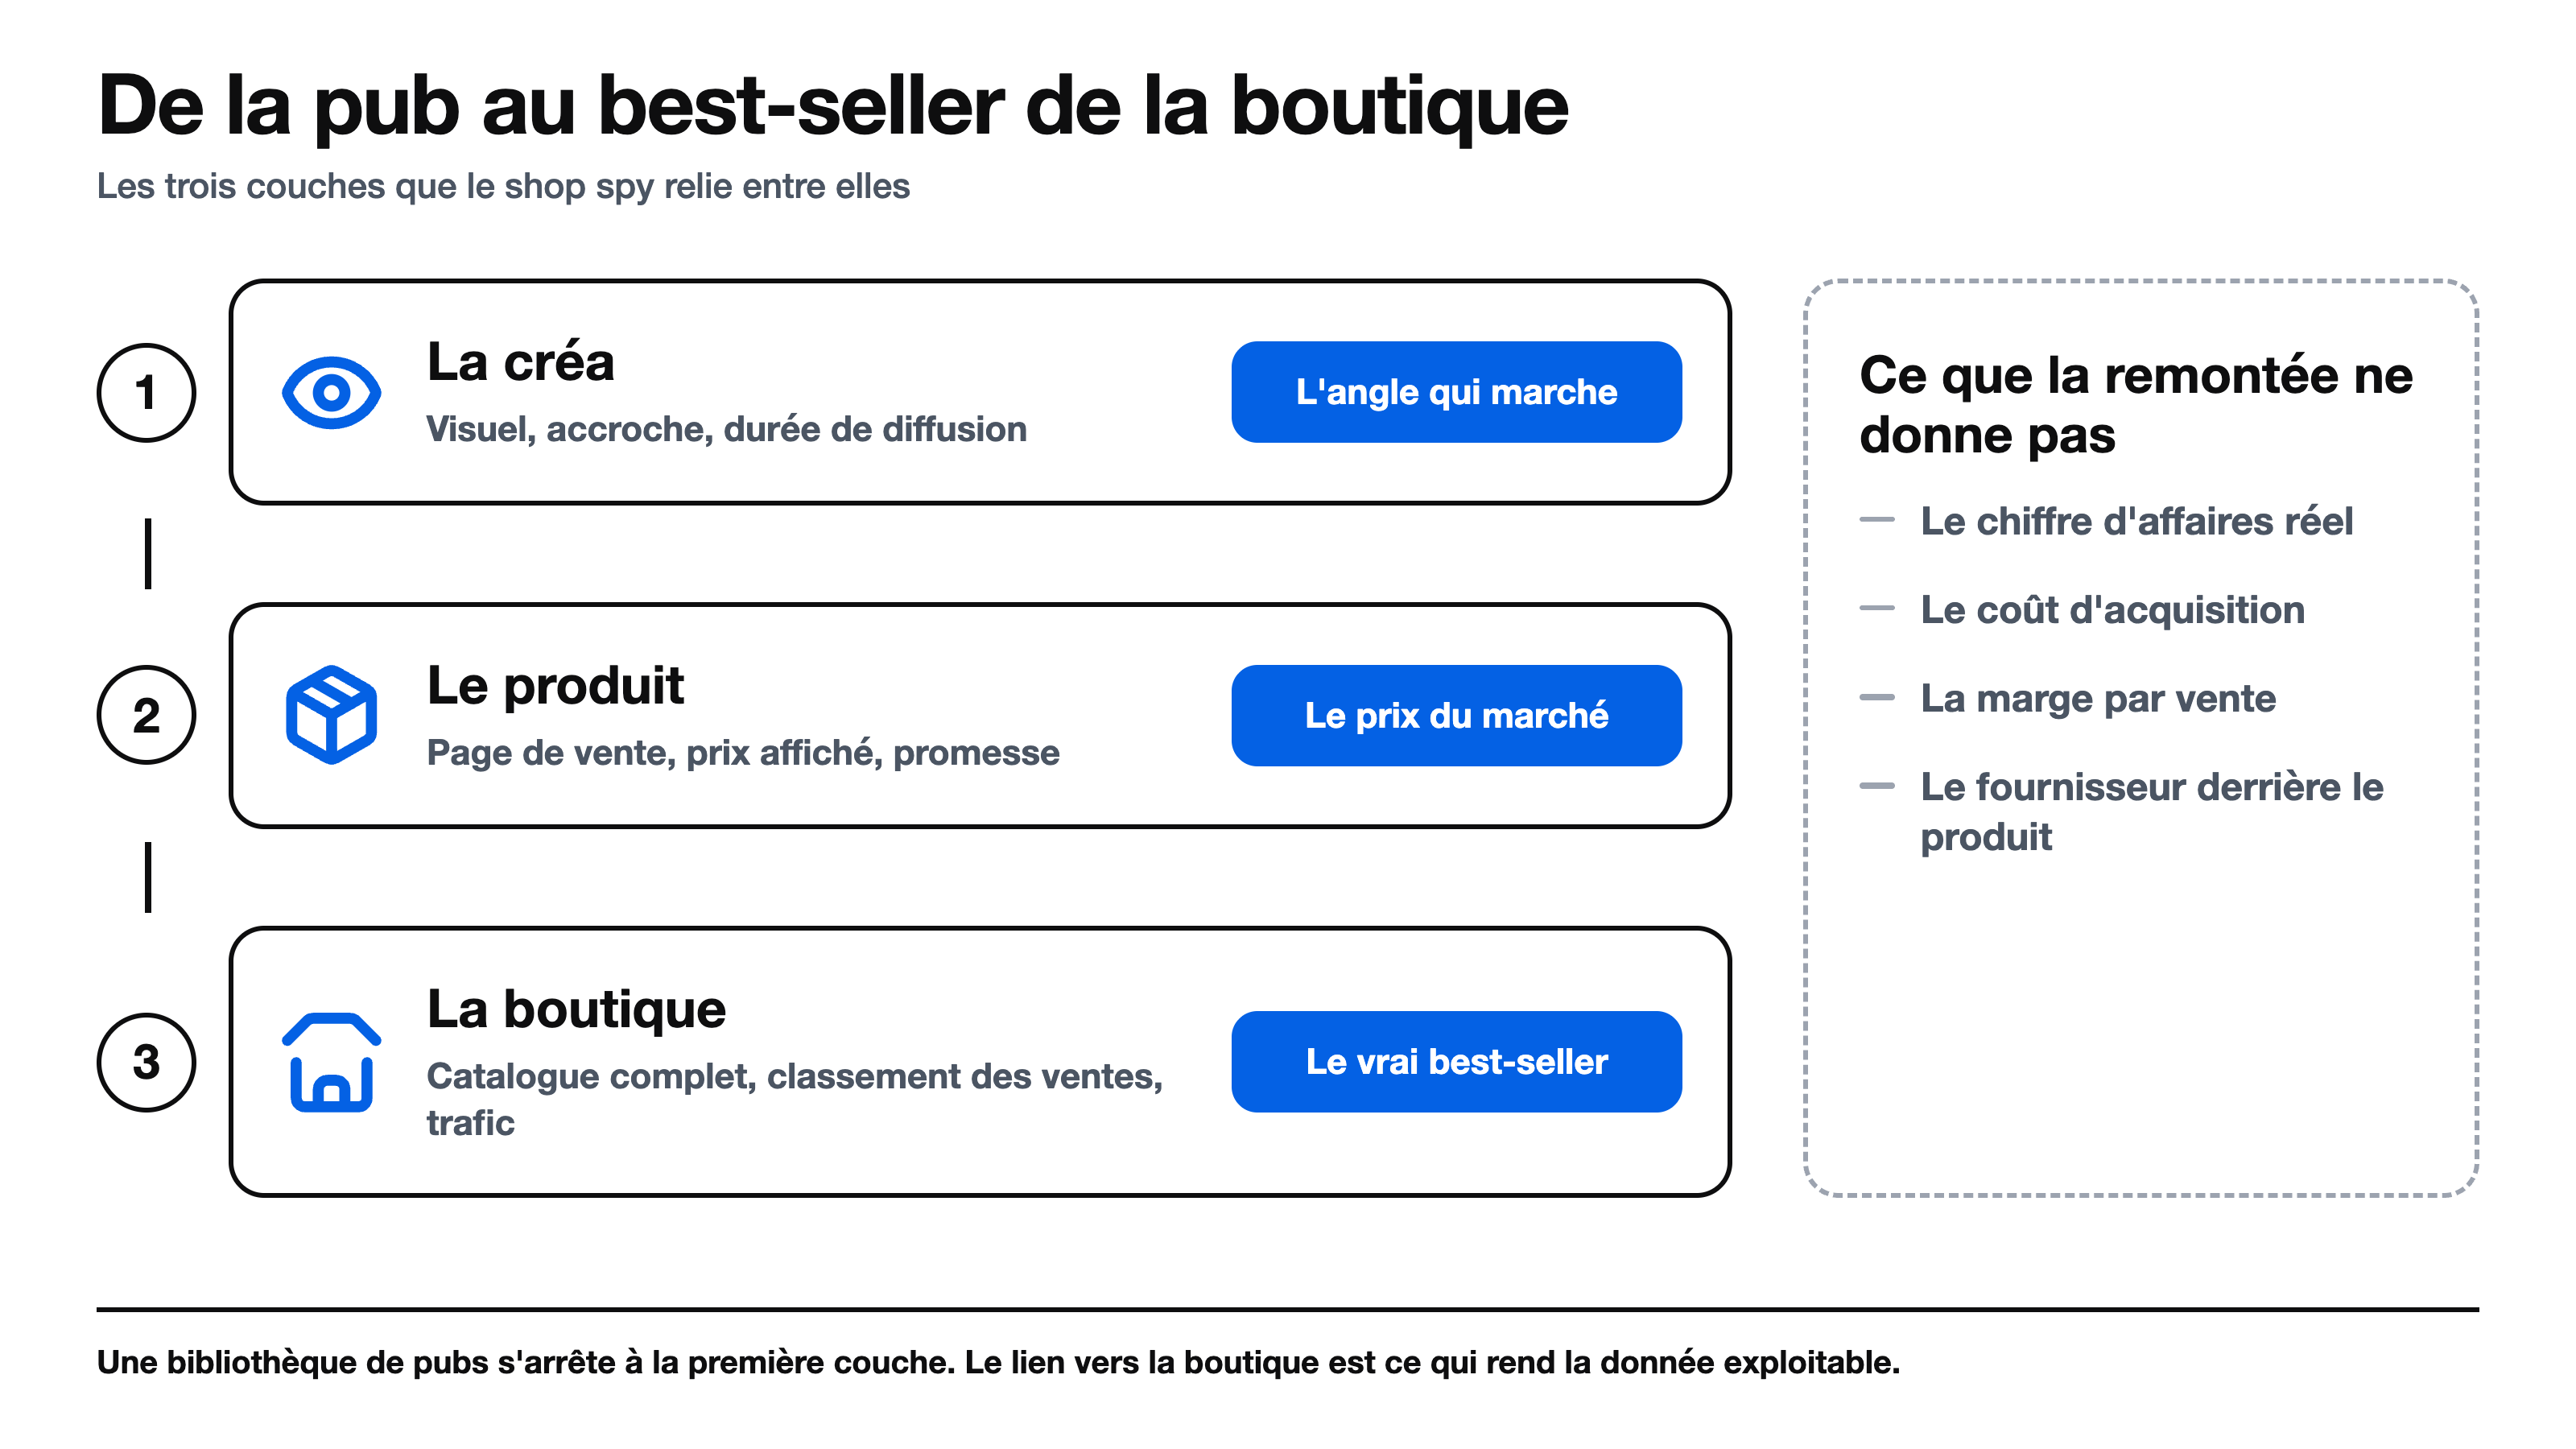 De la pub au best-seller de la boutique
Les trois couches que le shop spy relie entre elles
1
La créa
Visuel, accroche, durée de diffusion
L'angle qui marche
2
Le produit
Page de vente, prix affiché, promesse
Le prix du marché
3
La boutique
Catalogue complet, classement des ventes,
trafic
Le vrai best-seller
Ce que la remontée ne
donne pas
— Le chiffre d'affaires réel
— Le coût d'acquisition
— La marge par vente
— Le fournisseur derrière le
produit
Une bibliothèque de pubs s'arrête à la première couche. Le lien vers la boutique est ce qui rend la donnée exploitable.